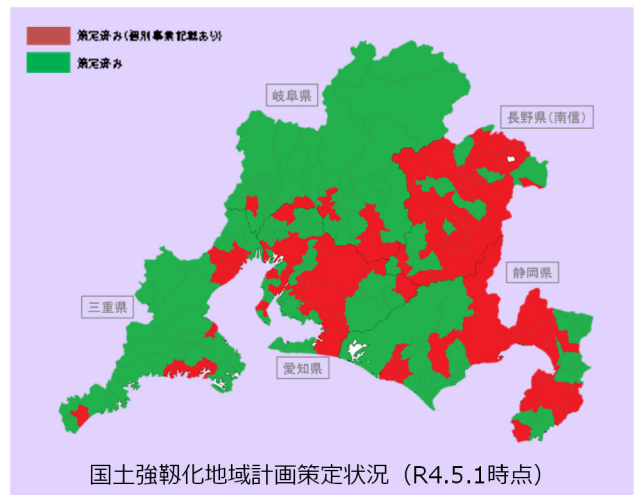 策定済み(個別事業記載あり)
策定済み
岐阜県
長野県(南信)
静岡県
三重県
愛知県
国土強靱化地域計画策定状況(R4.5.1時点)